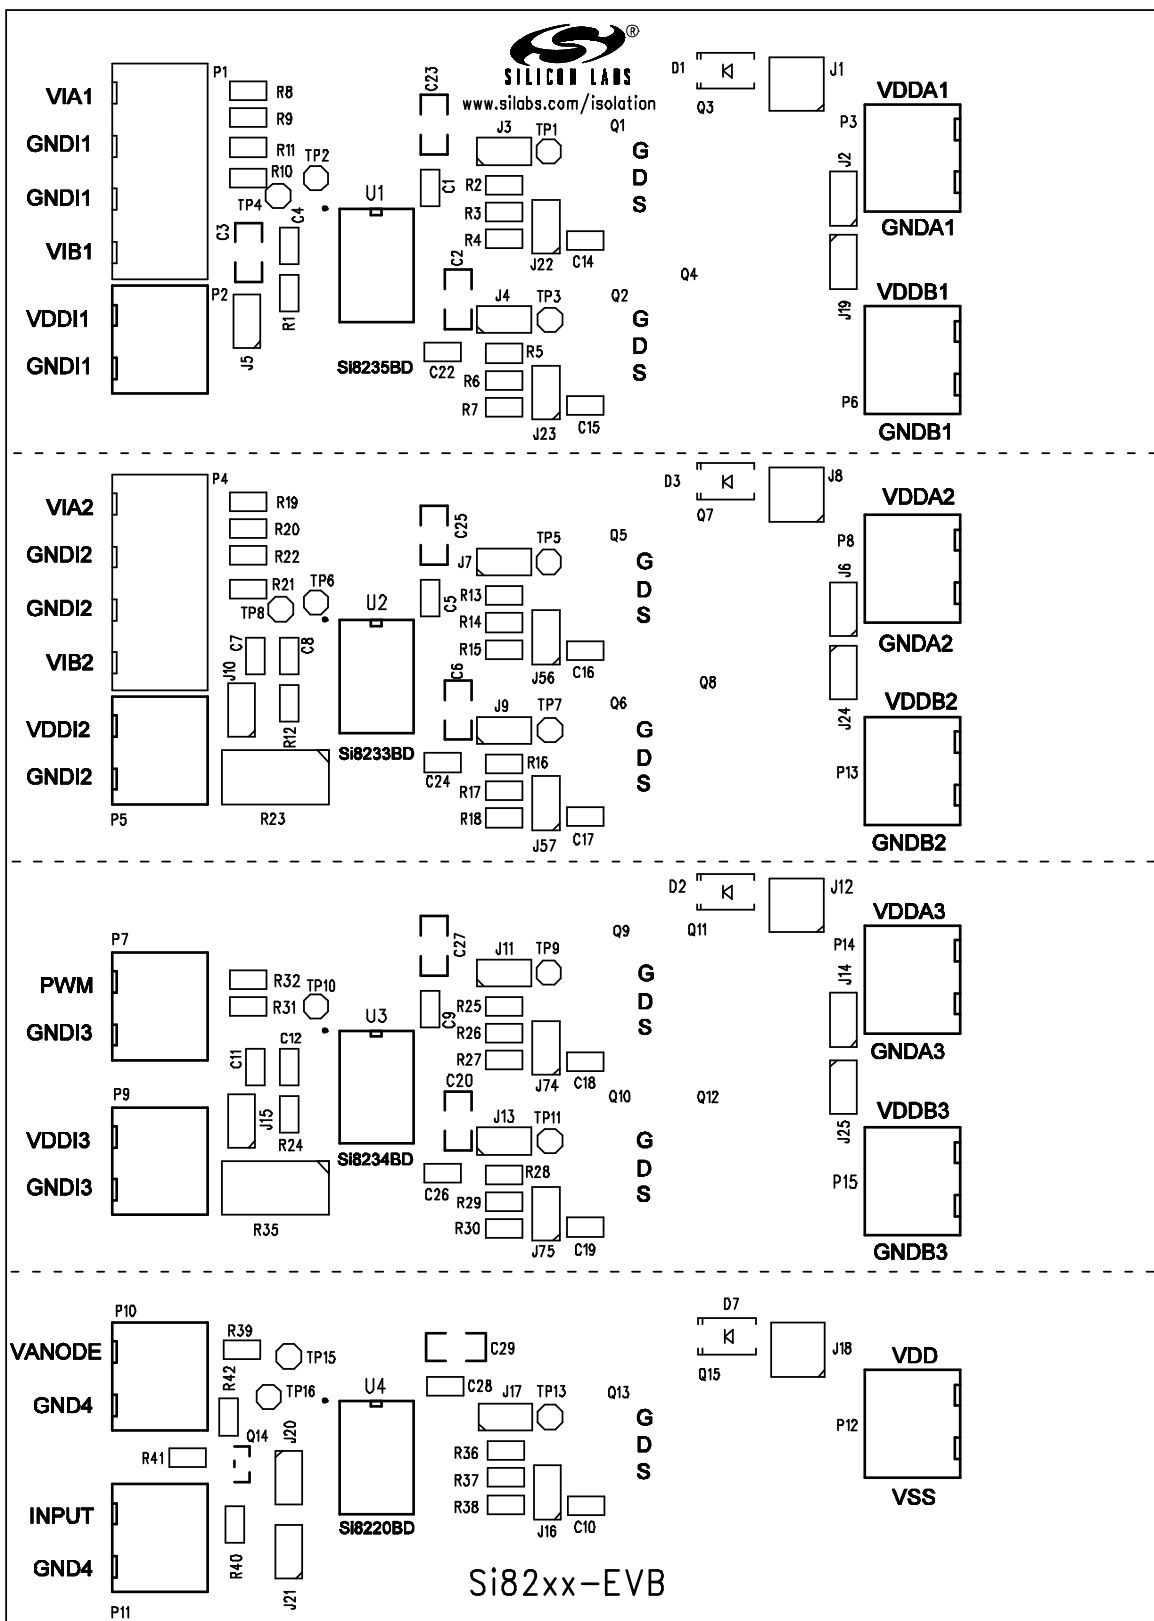 ®
SILICON LABS
www.silabs.com/isolation
P1
VIA1
GNDI1
GNDI1
VIB1
R8
R9
R11
R10
TP2
TP4
C3
C4
P2
VDDI1
GNDI1
J5
R1
U1
Si8235BD
C23
C1
C2
C22
J3
TP1
R2
R3
R4
J22
C14
J4
TP3
R5
R6
R7
J23
C15
Q1
G
D
S
Q2
G
D
S
D1
Q3
J1
Q4
VDDA1
P3
J2
GNDA1
J19
VDDB1
P6
GNDB1
P4
VIA2
GNDI2
GNDI2
VIB2
R19
R20
R22
R21
TP6
TP8
C7
C8
J10
VDDI2
GNDI2
P5
R12
R23
U2
Si8233BD
C25
C5
C6
C24
J7
TP5
R13
R14
R15
J56
C16
J9
TP7
R16
R17
R18
J57
C17
Q5
G
D
S
Q6
G
D
S
D3
Q7
J8
Q8
VDDA2
P8
J6
GNDA2
J24
VDDB2
P13
GNDB2
P7
PWM
GNDI3
R32
R31
TP10
C11
C12
P9
VDDI3
GNDI3
J15
R24
R35
U3
Si8234BD
C27
C9
C20
C26
J11
TP9
R25
R26
R27
J74
C18
J13
TP11
R28
R29
R30
J75
C19
Q9
G
D
S
Q10
G
D
S
D2
Q11
J12
Q12
VDDA3
P14
J14
GNDA3
J25
VDDB3
P15
GNDB3
P10
VANODE
GND4
R39
TP15
R42
TP16
R41
Q14
J20
INPUT
GND4
P11
R40
J21
U4
Si8220BD
C29
C28
J17
TP13
R36
R37
R38
J16
C10
Q13
G
D
S
D7
Q15
J18
VDD
P12
VSS
Si82xx-EVB